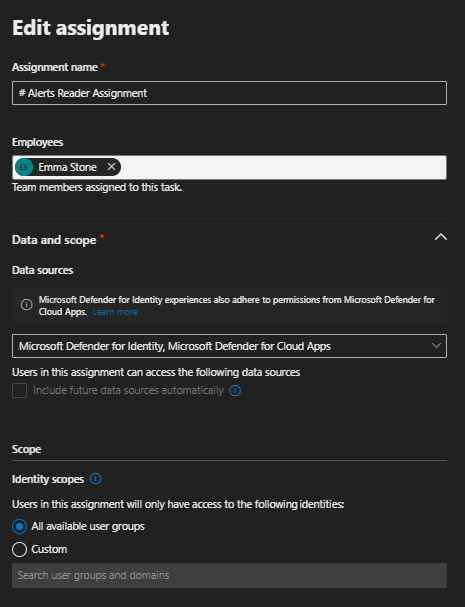 Edit assignment
Assignment name *
# Alerts Reader Assignment
Employees
ES Emma Stone
Team members assigned to this task.
Data and scope *
Data sources
Microsoft Defender for Identity experiences also adhere to permissions from Microsoft Defender for
Cloud Apps. Learn more
Microsoft Defender for Identity, Microsoft Defender for Cloud Apps
Users in this assignment can access the following data sources
Include future data sources automatically
Scope
Identity scopes
Users in this assignment will only have access to the following identities:
All available user groups
Custom
Search user groups and domains